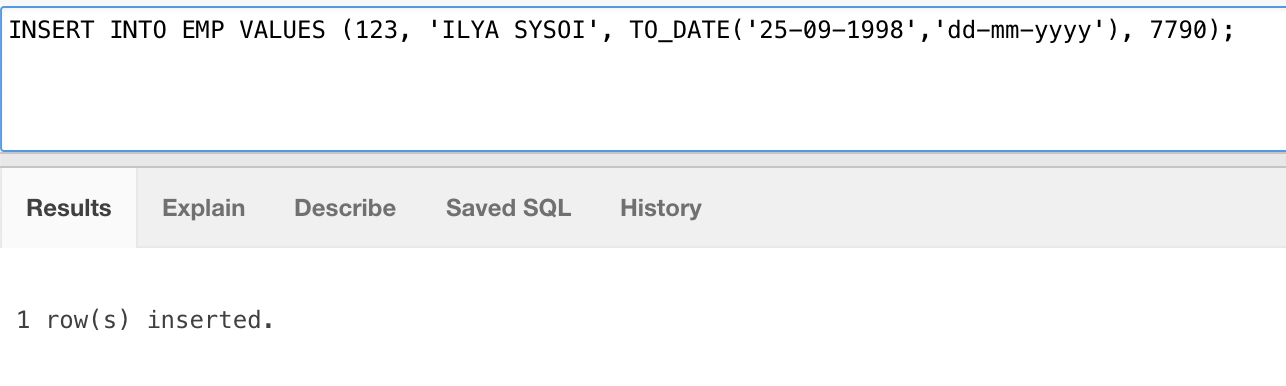 INSERT INTO EMP VALUES (123, 'ILYA SYSOI', TO_DATE('25-09-1998','dd-mm-yyyy'), 7790);
Results Explain Describe Saved SQL History
1 row(s) inserted.